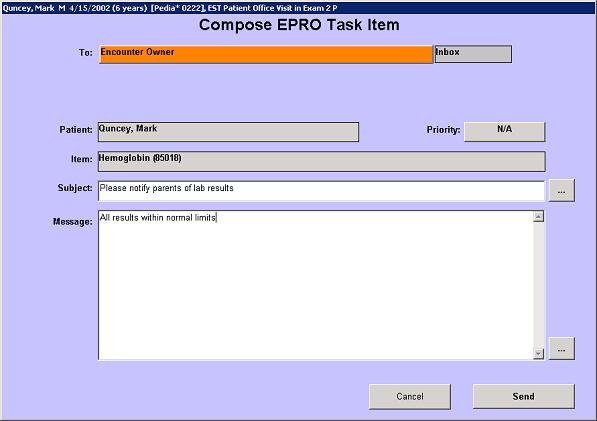 Quncey, Mark M 4/15/2002 (6 years) [Pedia* 0222], EST Patient Office Visit in Exam 2 P
Compose EPRO Task Item
To: Encounter Owner Inbox
Patient: Quncey, Mark Priority: N/A
Item: Hemoglobin (85018)
Subject: Please notify parents of lab results ...
Message: All results within normal limits
...
Cancel Send